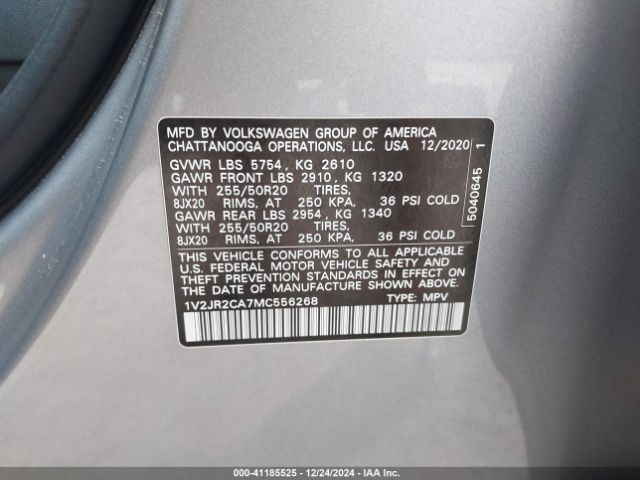 MFD BY VOLKSWAGEN GROUP OF AMERICA
CHATTANOOGA OPERATIONS, LLC. USA 12/2020
GVWR LBS 5754, KG 2610
GAWR FRONT LBS 2910, KG 1320
WITH 255/50R20 TIRES,
8JX20 RIMS, AT 250 KPA, 36 PSI COLD
GAWR REAR LBS 2954, KG 1340
WITH 255/50R20 TIRES,
8JX20 RIMS, AT 250 KPA, 36 PSI COLD
THIS VEHICLE CONFORMS TO ALL APPLICABLE
U.S. FEDERAL MOTOR VEHICLE SAFETY AND
THEFT PREVENTION STANDARDS IN EFFECT ON THE
DATE OF MANUFACTURE SHOWN ABOVE.
1V2JR2CA7MC556268 TYPE: MPV
5040645 1
000-41185525 - 12/24/2024 - IAA Inc.